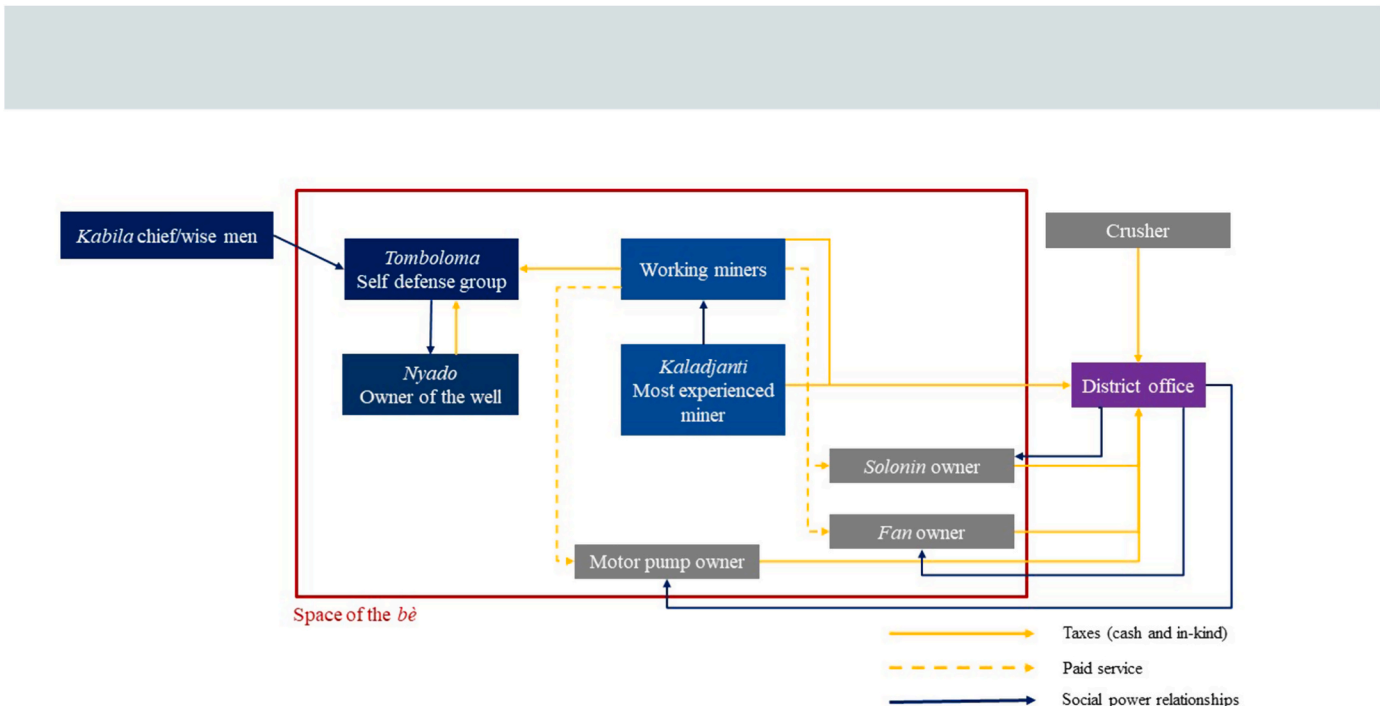 Kabila chief/wise men
Tomboloma
Self defense group
Working miners
Crusher
Nyado
Owner of the well
Kaladjanti
Most experienced
miner
District office
Solonin owner
Fan owner
Motor pump owner
Space of the bè
Taxes (cash and in-kind)
Paid service
Social power relationships